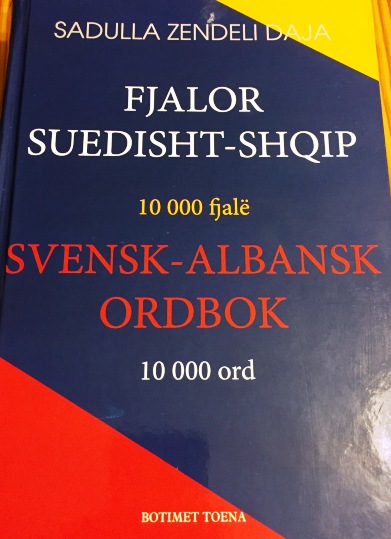 SADULLA ZENDELI DAJA
FJALOR
SUEDISHT-SHQIP
10 000 fjalë
SVENSK-ALBANSK
ORDBOK
10 000 ord
BOTIMET TOENA